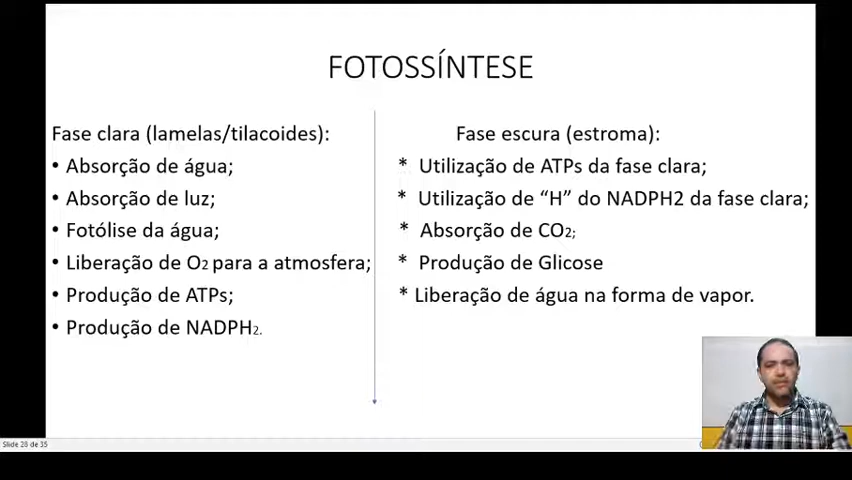 FOTOSSÍNTESE
Fase clara (lamelas/tilacoides):
• Absorção de água;
• Absorção de luz;
• Fotólise da água;
• Liberação de O2 para a atmosfera;
• Produção de ATPs;
• Produção de NADPH2.
Fase escura (estroma):
* Utilização de ATPs da fase clara;
* Utilização de “H” do NADPH2 da fase clara;
* Absorção de CO2;
* Produção de Glicose
* Liberação de água na forma de vapor.
Slide 28 de 35